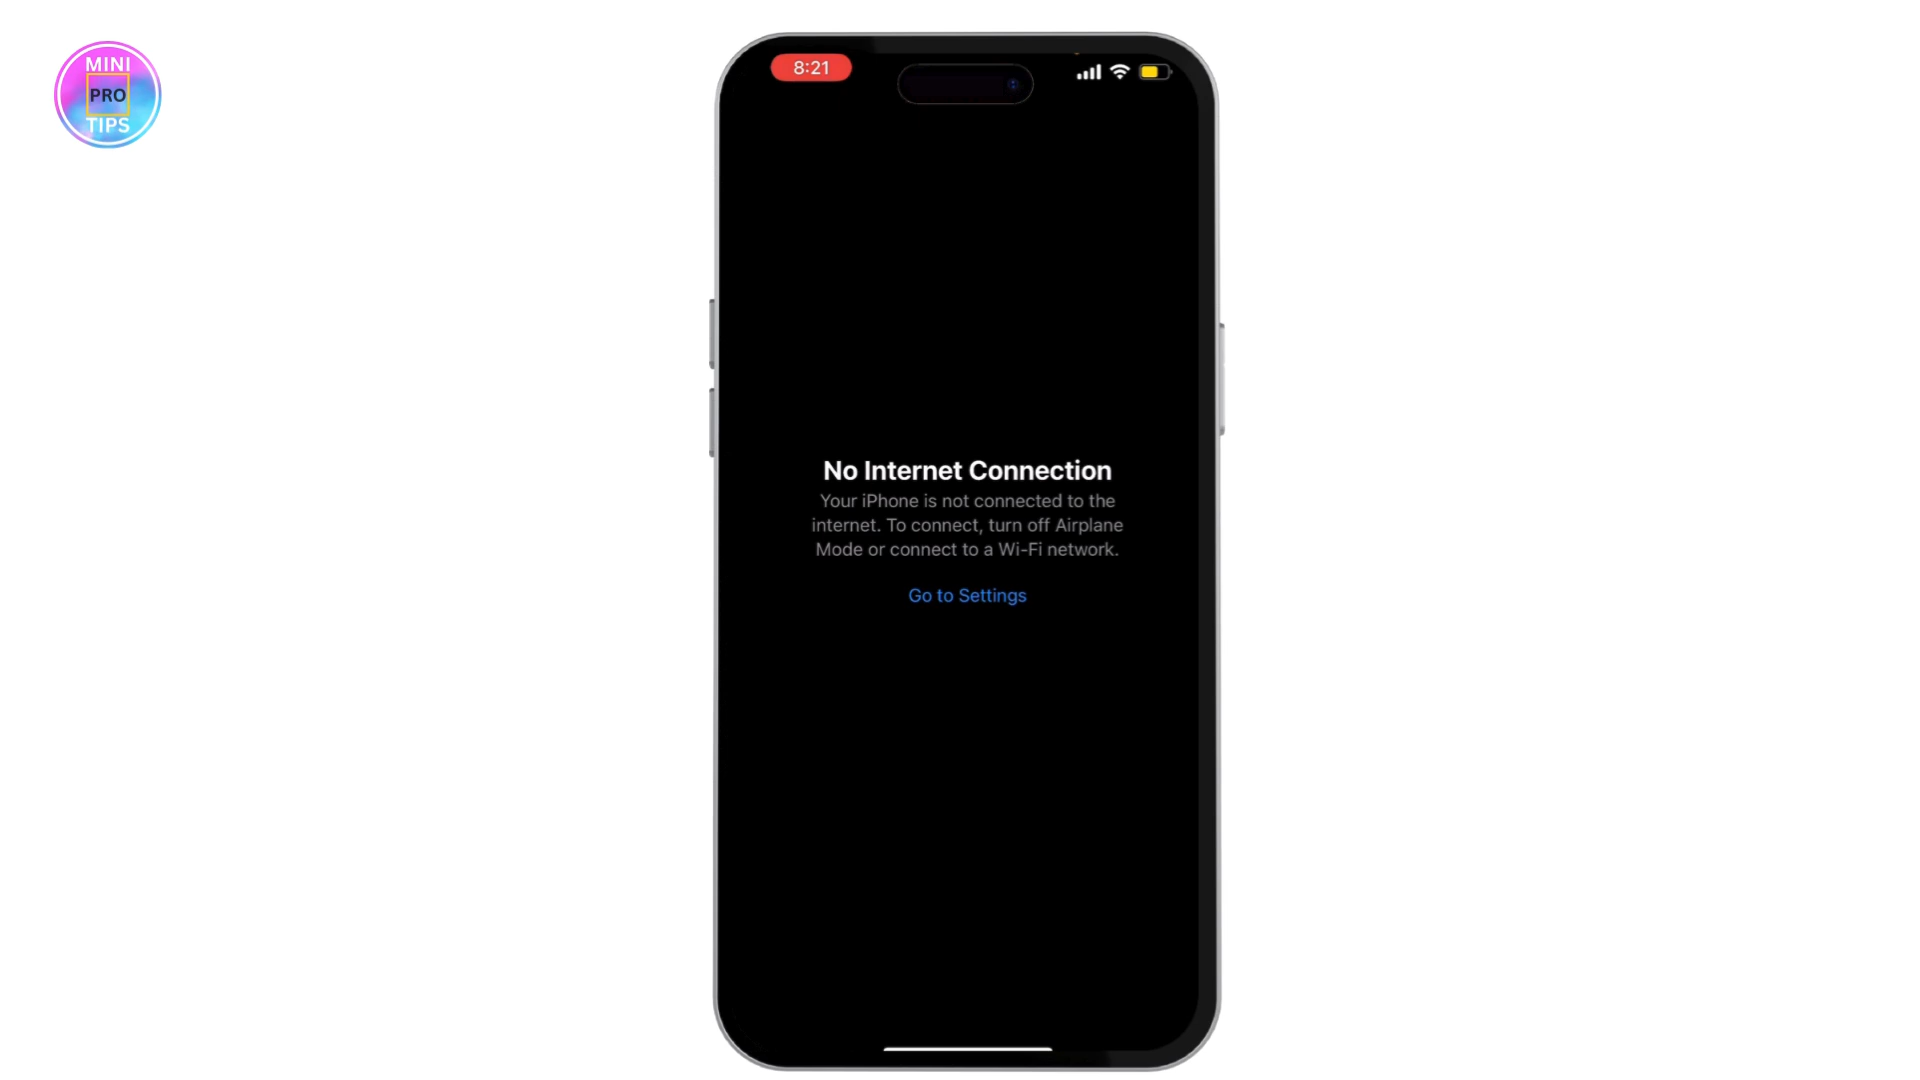 MINI
PRO
TIPS
8:21
No Internet Connection
Your iPhone is not connected to the
internet. To connect, turn off Airplane
Mode or connect to a Wi-Fi network.
Go to Settings